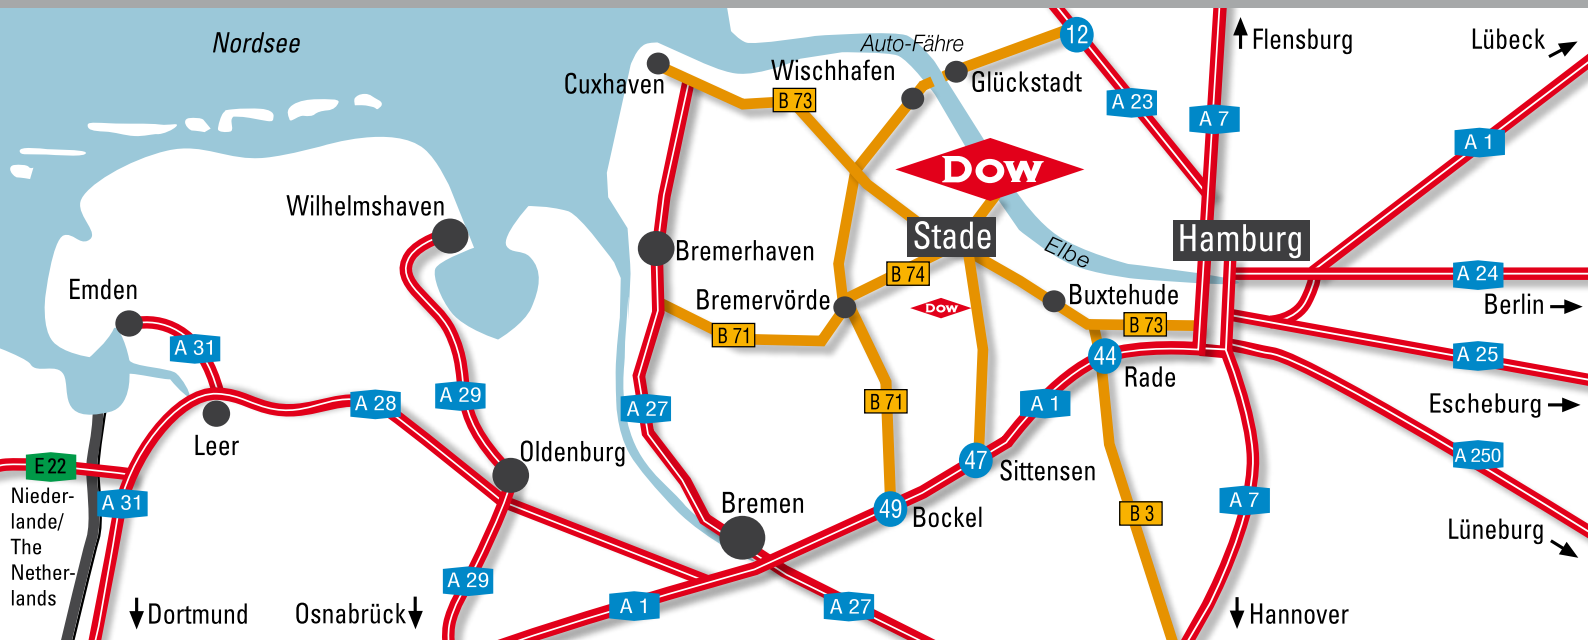 Nordsee
Auto-Fähre
12
Flensburg
Lübeck
Cuxhaven
Wischhafen
Glückstadt
B 73
A 23
A 7
A 1
DOW
Wilhelmshaven
Bremerhaven
Stade
Elbe
Hamburg
B 74
A 24
Berlin
Emden
Bremervörde
DOW
Buxtehude
B 73
A 31
B 71
44
Rade
A 25
A 28
A 29
A 27
B 71
A 1
Escheburg
Leer
Oldenburg
47
Sittensen
A 250
E 22
A 31
Nieder-
lande/
The
Nether-
lands
Bremen
49
Bockel
B 3
A 7
Lüneburg
A 29
A 1
A 27
Dortmund
Osnabrück
Hannover